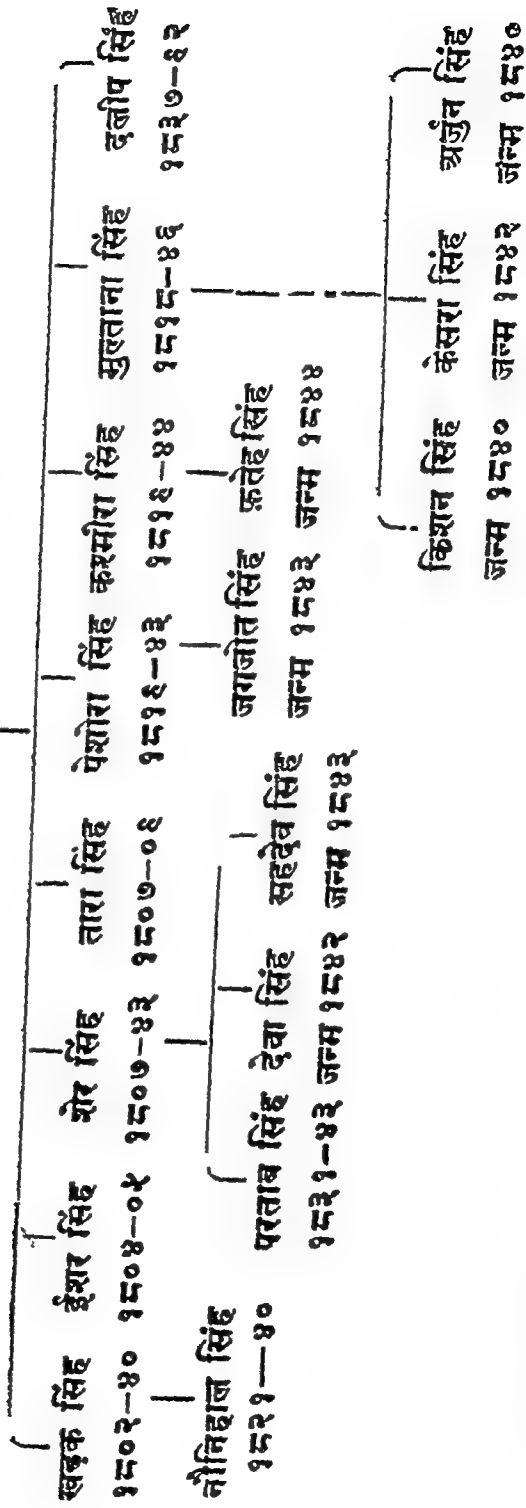 खड़क सिंह ईशर सिंह शेर सिंह तारा सिंह पेशोरा सिंह कश्मीरा सिंह मुल्ताना सिंह दलीप सिंह
१८०२-४० १८०४-०५ १८०७-४३ १८०७-०६ १८१६-४३ १८१६-४४ १८१८-४६ १८३७-६२
नौनिहाल सिंह
१८२१—४०
परताब सिंह देवा सिंह सहदेव सिंह
१८३१-४३ जन्म १८४२ जन्म १८४३
जगजोत सिंह फ़तेह सिंह
जन्म १८४३ जन्म १८४४
किशन सिंह केसरा सिंह अर्जुन सिंह
जन्म १८४० जन्म १८४२ जन्म १८४०